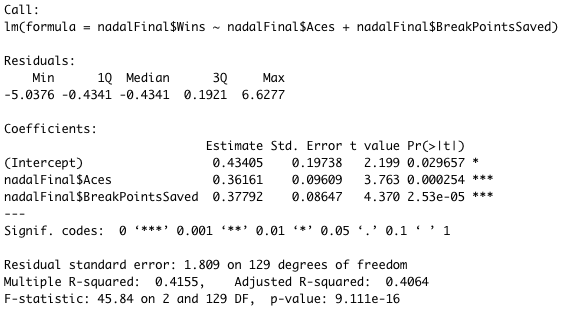 Call:
lm(formula = nadalFinal$Wins ~ nadalFinal$Aces + nadalFinal$BreakPointsSaved)
Residuals:
Min 1Q Median 3Q Max
-5.0376 -0.4341 -0.4341 0.1921 6.6277
Coefficients:
Estimate Std. Error t value Pr(>|t|)
(Intercept) 0.43405 0.19738 2.199 0.029657 *
nadalFinal$Aces 0.36161 0.09609 3.763 0.000254 ***
nadalFinal$BreakPointsSaved 0.37792 0.08647 4.370 2.53e-05 ***
---
Signif. codes: 0 ‘***’ 0.001 ‘**’ 0.01 ‘*’ 0.05 ‘.’ 0.1 ‘ ’ 1
Residual standard error: 1.809 on 129 degrees of freedom
Multiple R-squared: 0.4155, Adjusted R-squared: 0.4064
F-statistic: 45.84 on 2 and 129 DF, p-value: 9.111e-16